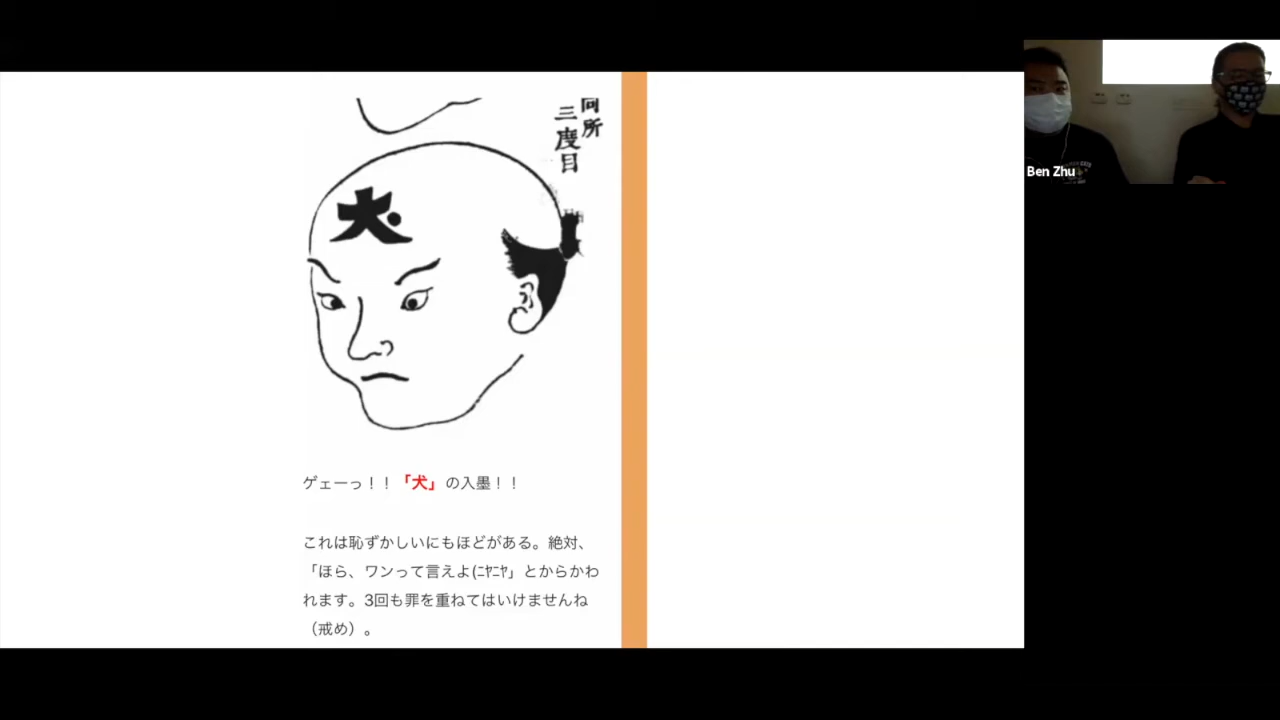 同所
三度目
犬
ゲェーっ！！「犬」の入墨！！
これは恥ずかしいにもほどがある。絶対、
「ほら、ワンって言えよ(ﾆﾔﾆﾔ」とからかわ
れます。3回も罪を重ねてはいけませんね
（戒め）。
Ben Zhu